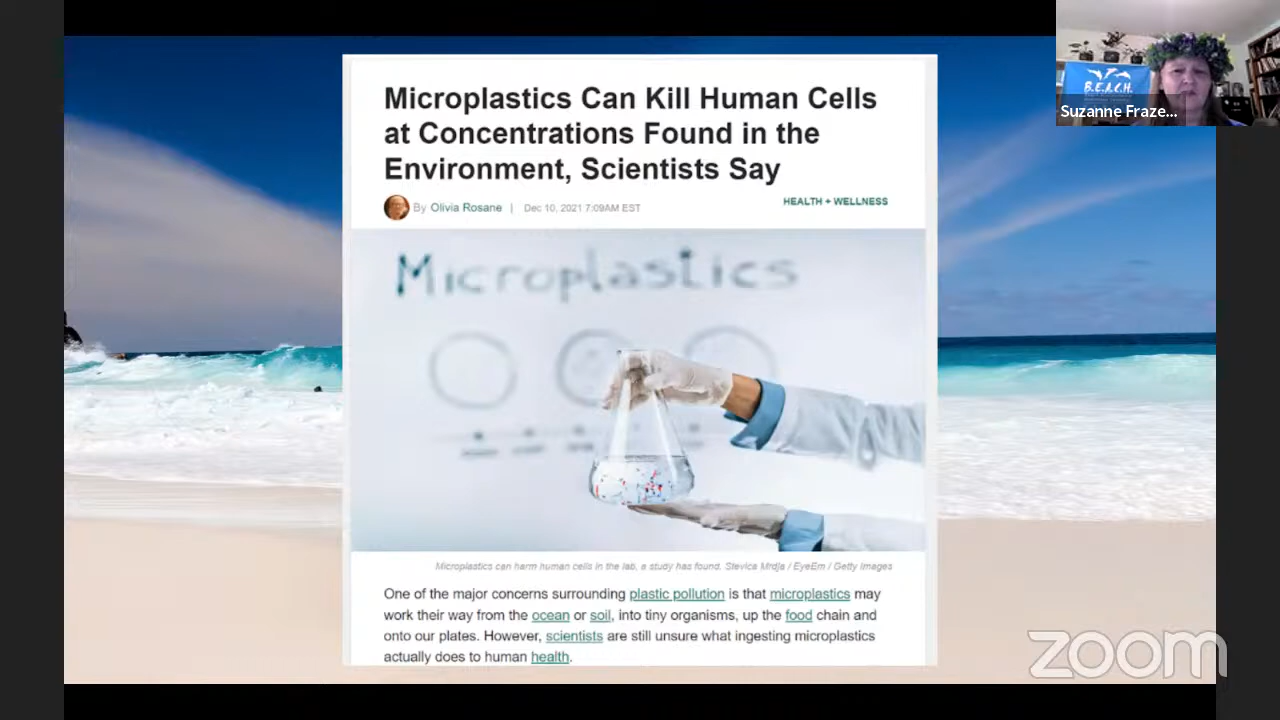 Microplastics Can Kill Human Cells
at Concentrations Found in the
Environment, Scientists Say
By Olivia Rosane | Dec 10, 2021 7:09AM EST
HEALTH + WELLNESS
Microplastics
Microplastics can harm human cells in the lab, a study has found. Stevica Mrdja / EyeEm / Getty Images
One of the major concerns surrounding plastic pollution is that microplastics may
work their way from the ocean or soil, into tiny organisms, up the food chain and
onto our plates. However, scientists are still unsure what ingesting microplastics
actually does to human health.
B.E.A.C.H.
Suzanne Fraze...
zoom